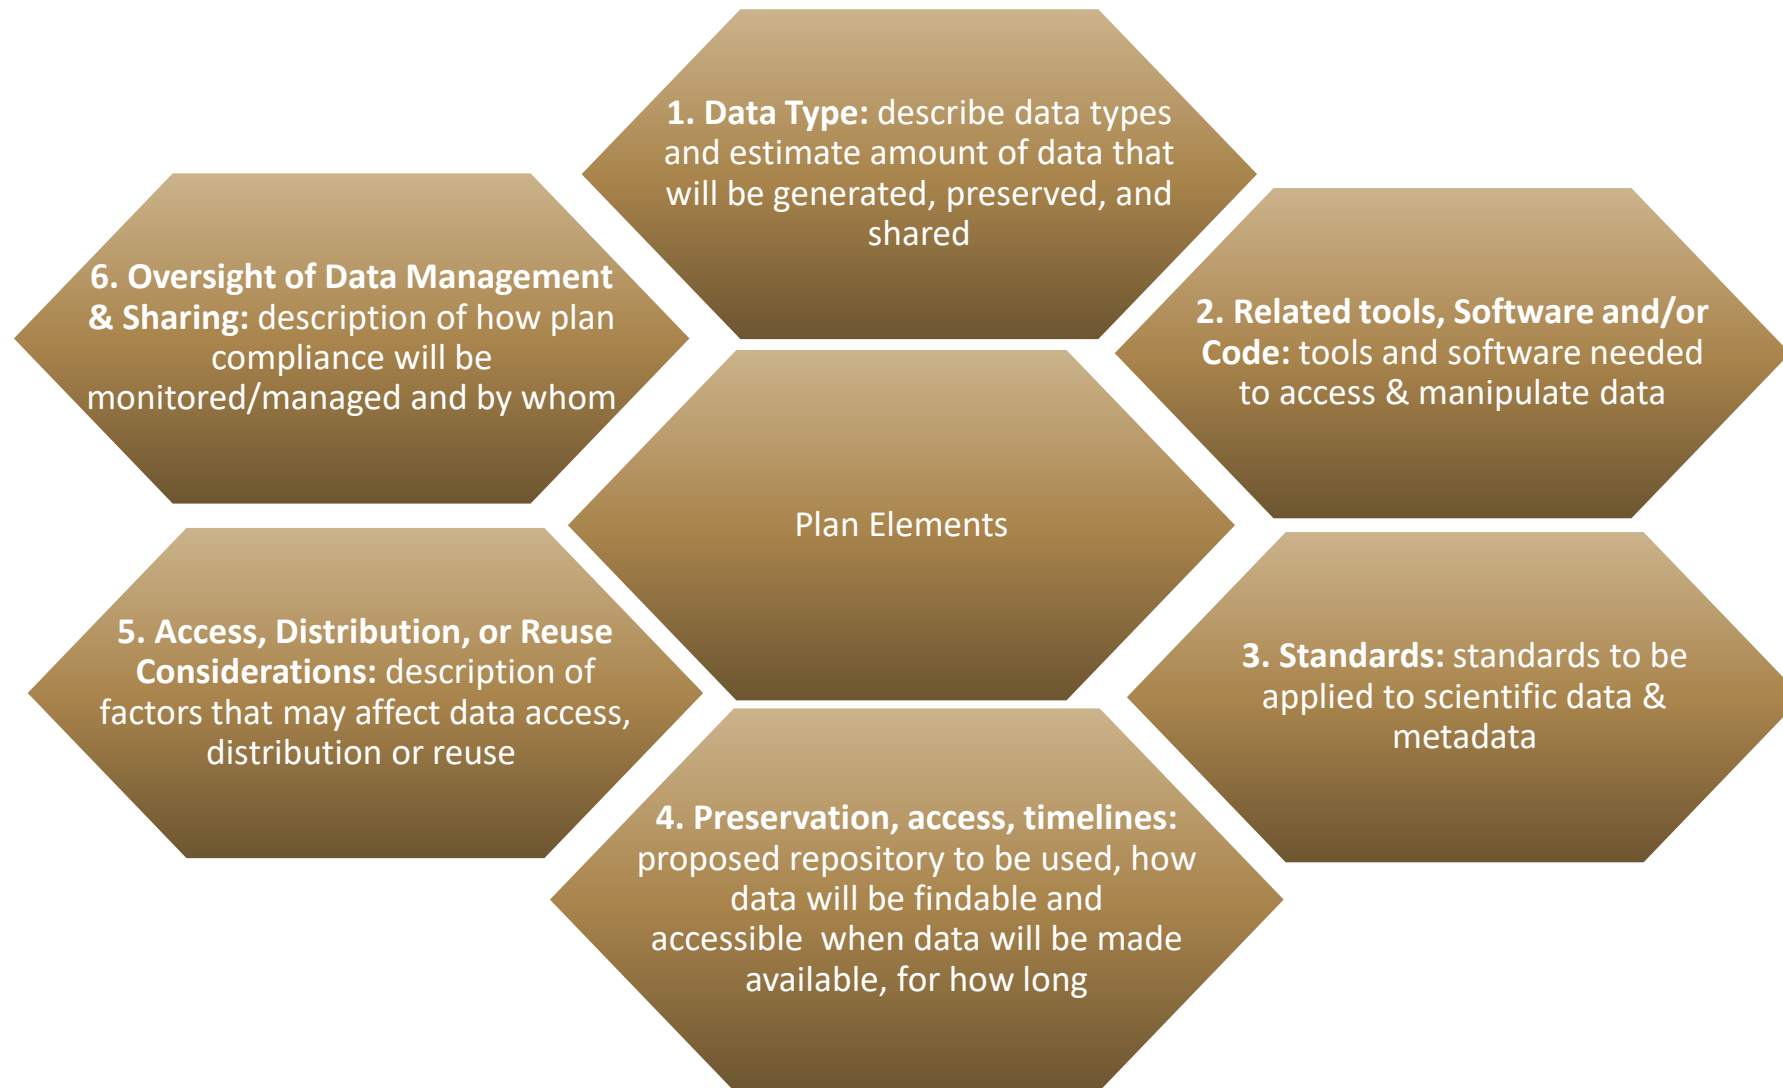 1. Data Type: describe data types
and estimate amount of data that
will be generated, preserved, and
shared
2. Related tools, Software and/or
Code: tools and software needed
to access & manipulate data
3. Standards: standards to be
applied to scientific data &
metadata
4. Preservation, access, timelines:
proposed repository to be used, how
data will be findable and
accessible  when data will be made
available, for how long
5. Access, Distribution, or Reuse
Considerations: description of
factors that may affect data access,
distribution or reuse
6. Oversight of Data Management
& Sharing: description of how plan
compliance will be
monitored/managed and by whom
Plan Elements